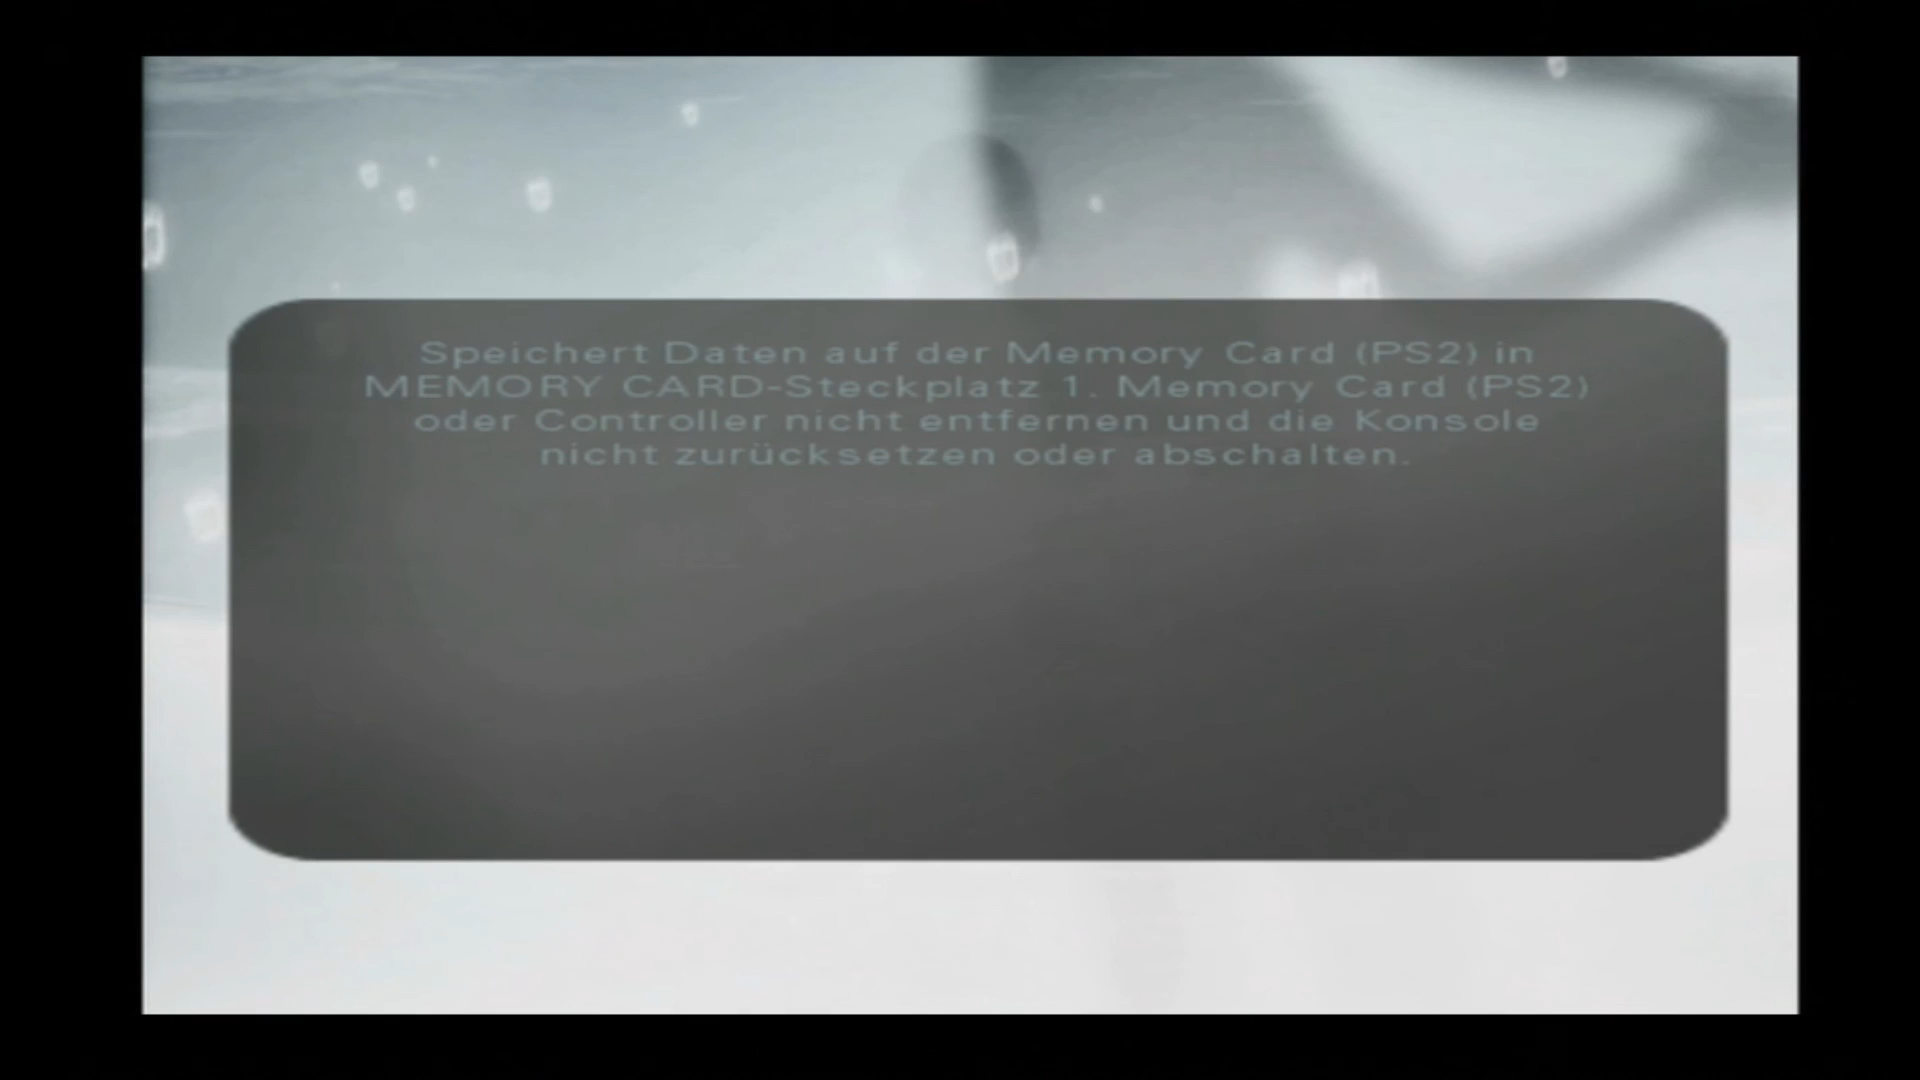 Speichert Daten auf der Memory Card (PS2) in
MEMORY CARD-Steckplatz 1. Memory Card (PS2)
oder Controller nicht entfernen und die Konsole
nicht zurücksetzen oder abschalten.